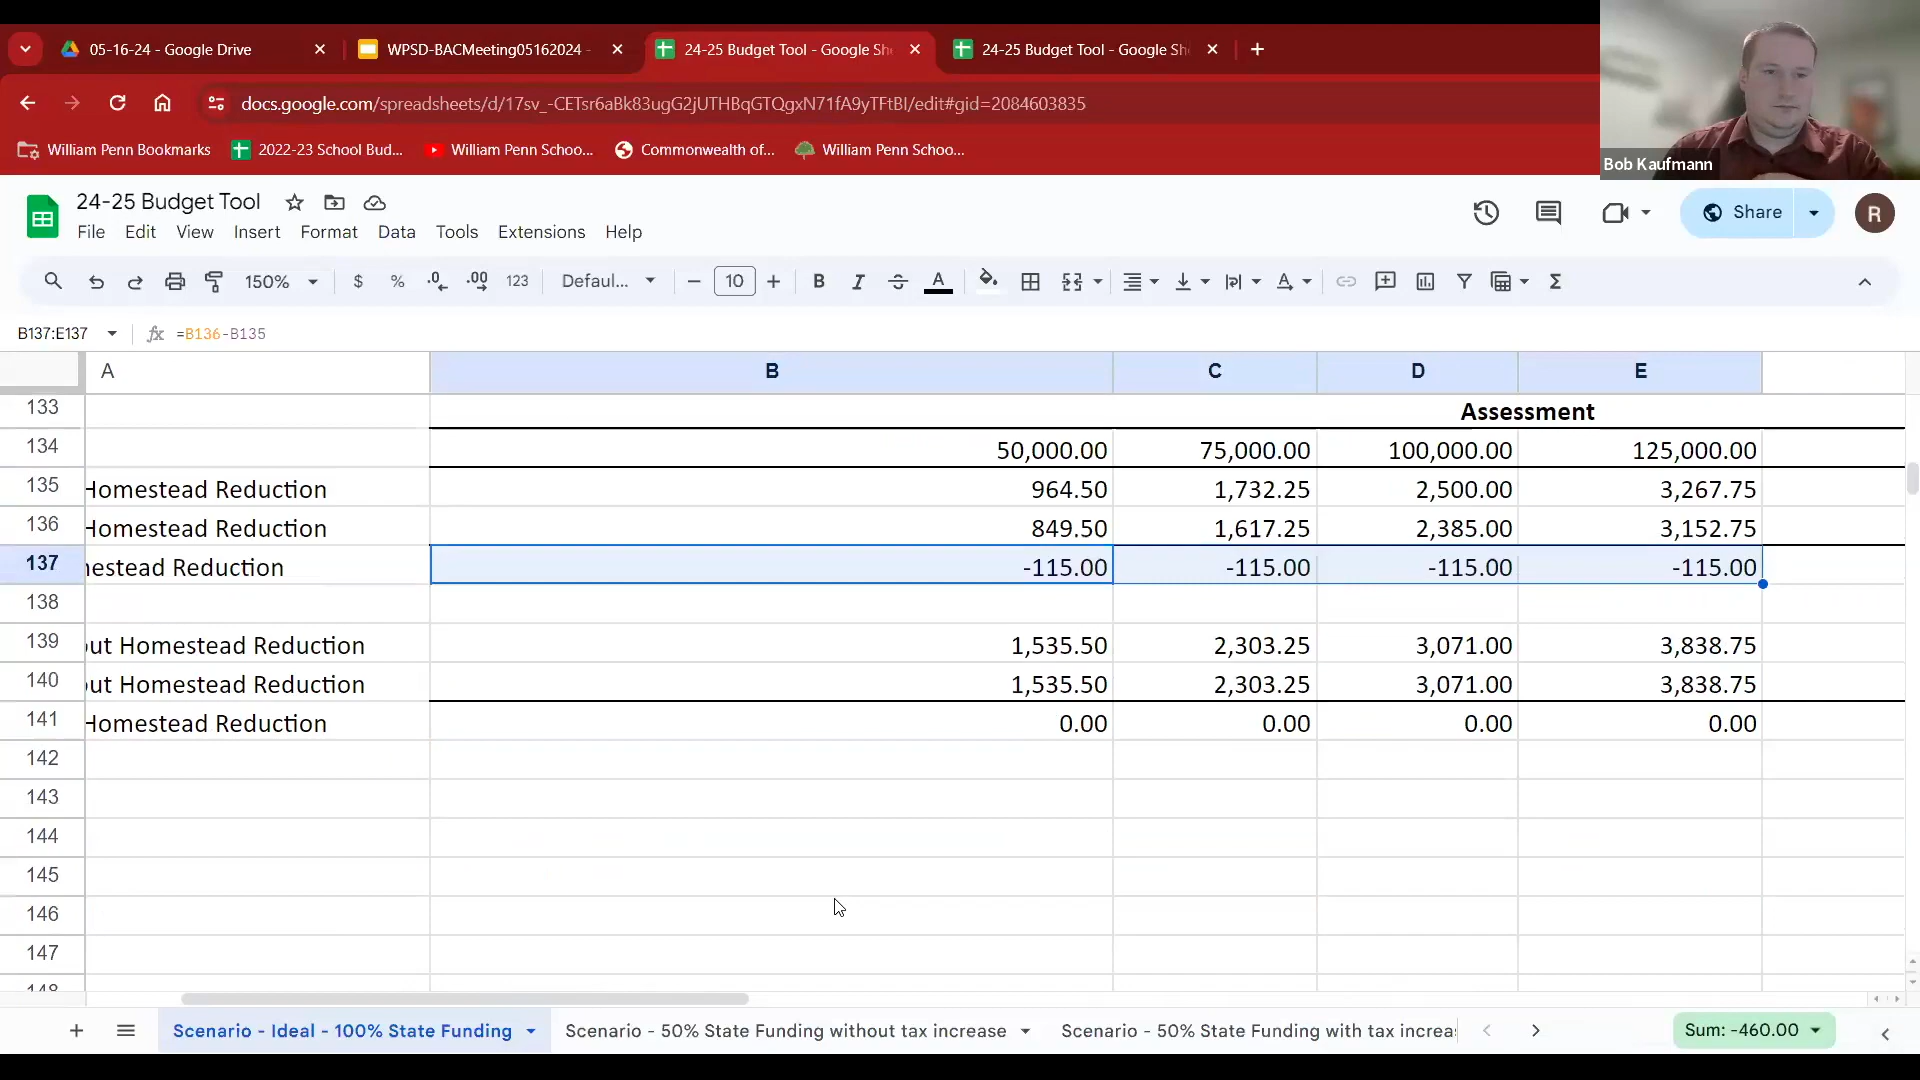 05-16-24 - Google Drive
WPSD-BACMeeting05162024 -
24-25 Budget Tool - Google She
24-25 Budget Tool - Google She
docs.google.com/spreadsheets/d/17sv_-CETsr6aBk83ugG2jUTHBqGTQgxN71fA9yTFtBI/edit#gid=2084603835
William Penn Bookmarks
2022-23 School Bud...
William Penn Schoo...
Commonwealth of...
William Penn Schoo...
Bob Kaufmann
24-25 Budget Tool
Share
R
File Edit View Insert Format Data Tools Extensions Help
150% $ % .0 .00 123 Defaul... 10 B I A A Σ
B137:E137 fx =B136-B135
A B C D E
133 Assessment
134 50,000.00 75,000.00 100,000.00 125,000.00
135 Homestead Reduction 964.50 1,732.25 2,500.00 3,267.75
136 Homestead Reduction 849.50 1,617.25 2,385.00 3,152.75
137 nestead Reduction -115.00 -115.00 -115.00 -115.00
138
139 out Homestead Reduction 1,535.50 2,303.25 3,071.00 3,838.75
140 out Homestead Reduction 1,535.50 2,303.25 3,071.00 3,838.75
141 Homestead Reduction 0.00 0.00 0.00 0.00
142
143
144
145
146
147
148
Scenario - Ideal - 100% State Funding
Scenario - 50% State Funding without tax increase
Scenario - 50% State Funding with tax increa
Sum: -460.00